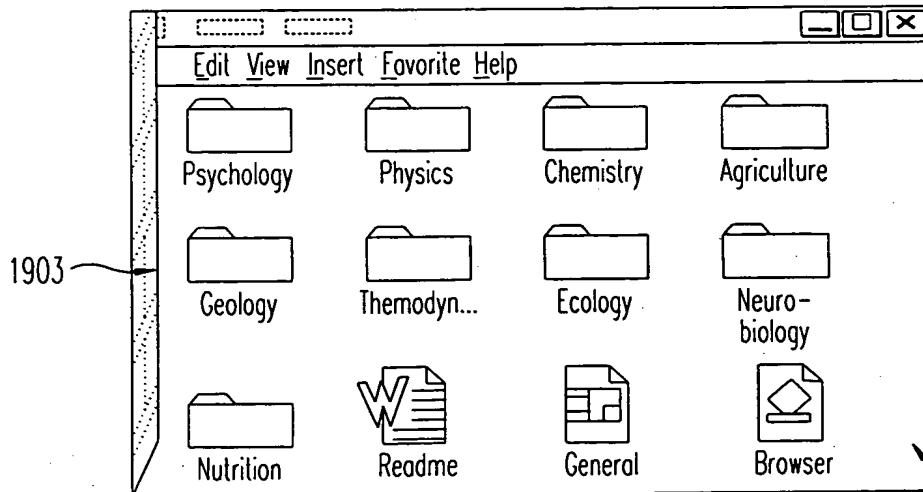 Edit View Insert Favorite Help
Psychology Physics Chemistry Agriculture
1903
Geology Themodyn... Ecology Neuro-
biology
Nutrition Readme General Browser